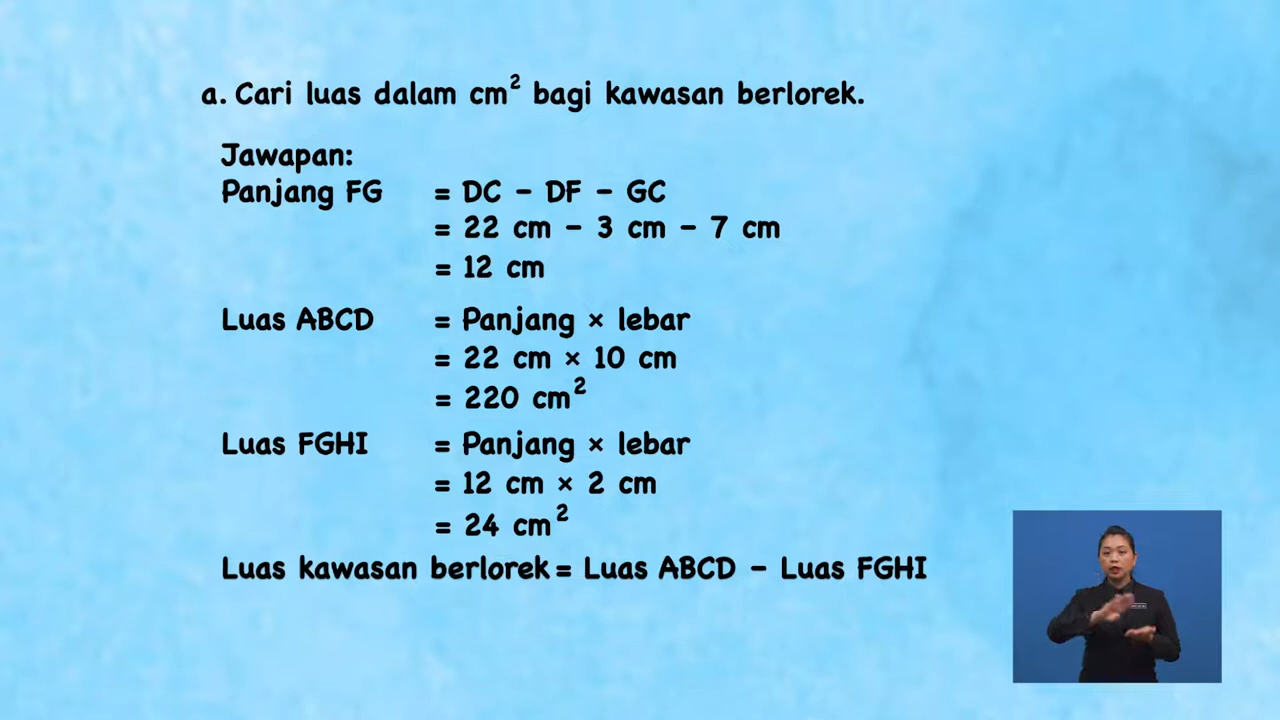 a. Cari luas dalam cm² bagi kawasan berlorek.
Jawapan:
Panjang FG = DC − DF − GC
= 22 cm − 3 cm − 7 cm
= 12 cm
Luas ABCD = Panjang × lebar
= 22 cm × 10 cm
= 220 cm²
Luas FGHI = Panjang × lebar
= 12 cm × 2 cm
= 24 cm²
Luas kawasan berlorek = Luas ABCD − Luas FGHI